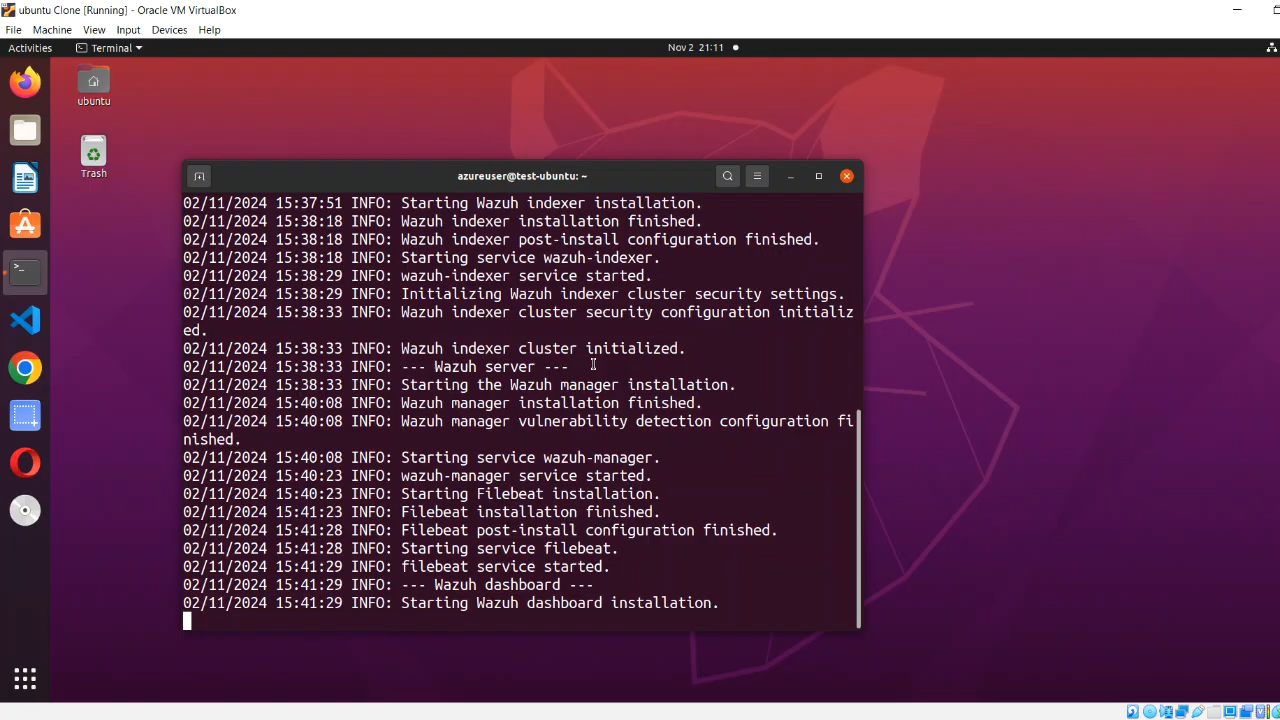 ubuntu Clone [Running] - Oracle VM VirtualBox
File Machine View Input Devices Help
Activities Terminal Nov 2 21:11
ubuntu
Trash
azureuser@test-ubuntu: ~
02/11/2024 15:37:51 INFO: Starting Wazuh indexer installation.
02/11/2024 15:38:18 INFO: Wazuh indexer installation finished.
02/11/2024 15:38:18 INFO: Wazuh indexer post-install configuration finished.
02/11/2024 15:38:18 INFO: Starting service wazuh-indexer.
02/11/2024 15:38:29 INFO: wazuh-indexer service started.
02/11/2024 15:38:29 INFO: Initializing Wazuh indexer cluster security settings.
02/11/2024 15:38:33 INFO: Wazuh indexer cluster security configuration initializ
ed.
02/11/2024 15:38:33 INFO: Wazuh indexer cluster initialized.
02/11/2024 15:38:33 INFO: --- Wazuh server ---
02/11/2024 15:38:33 INFO: Starting the Wazuh manager installation.
02/11/2024 15:40:08 INFO: Wazuh manager installation finished.
02/11/2024 15:40:08 INFO: Wazuh manager vulnerability detection configuration fi
nished.
02/11/2024 15:40:08 INFO: Starting service wazuh-manager.
02/11/2024 15:40:23 INFO: wazuh-manager service started.
02/11/2024 15:40:23 INFO: Starting Filebeat installation.
02/11/2024 15:41:23 INFO: Filebeat installation finished.
02/11/2024 15:41:28 INFO: Filebeat post-install configuration finished.
02/11/2024 15:41:28 INFO: Starting service filebeat.
02/11/2024 15:41:29 INFO: filebeat service started.
02/11/2024 15:41:29 INFO: --- Wazuh dashboard ---
02/11/2024 15:41:29 INFO: Starting Wazuh dashboard installation.